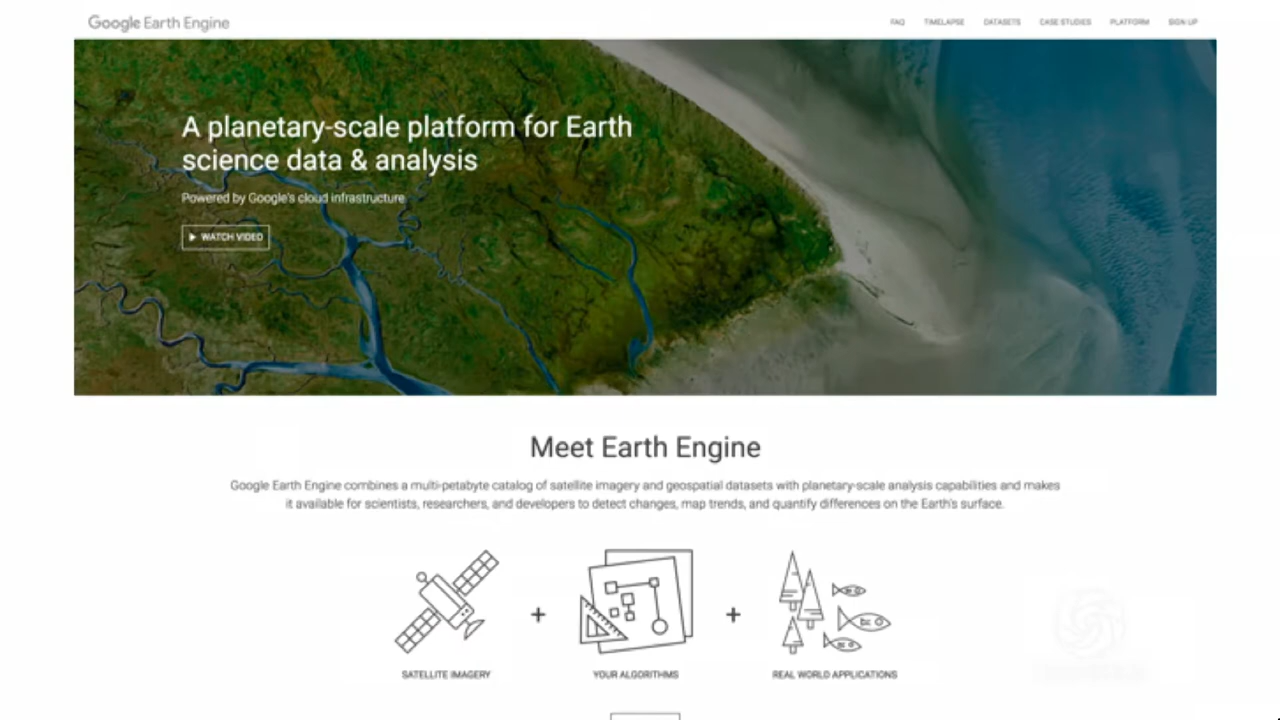 Google Earth Engine
FAQ TIMELAPSE DATASETS CASE STUDIES PLATFORM SIGN UP
A planetary-scale platform for Earth
science data & analysis
Powered by Google's cloud infrastructure
WATCH VIDEO
Meet Earth Engine
Google Earth Engine combines a multi-petabyte catalog of satellite imagery and geospatial datasets with planetary-scale analysis capabilities and makes
it available for scientists, researchers, and developers to detect changes, map trends, and quantify differences on the Earth's surface.
+ +
SATELLITE IMAGERY YOUR ALGORITHMS REAL WORLD APPLICATIONS